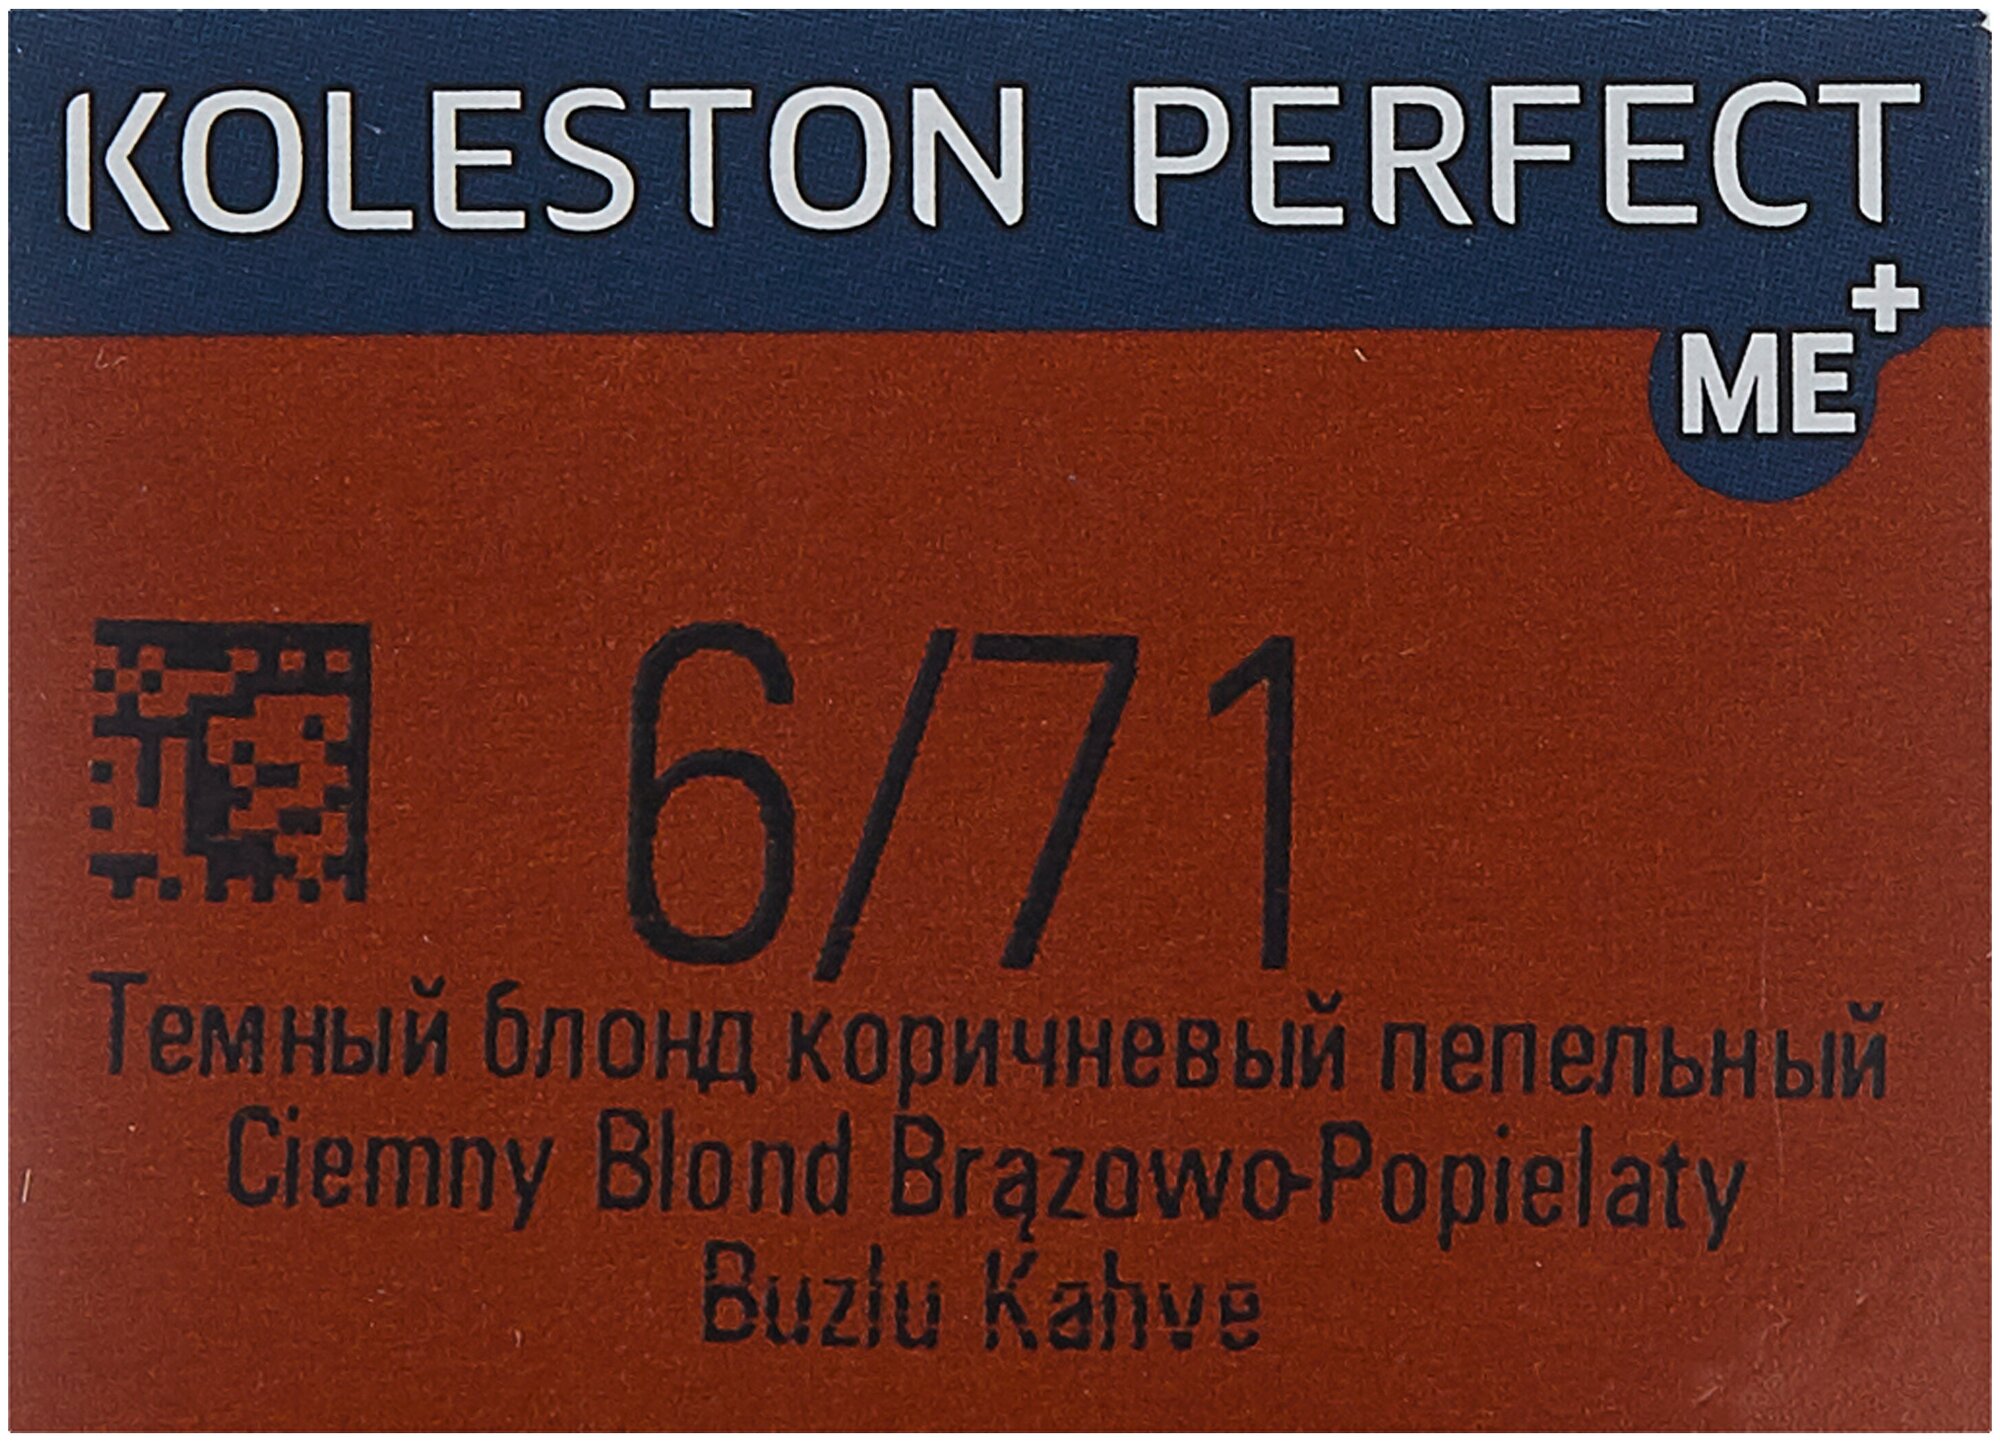 KOLESTON PERFECT
ME+
6/71
Темный блонд коричневый пепельный
Ciemny Blond Brązowo-Popielaty
Buzlu Kahve